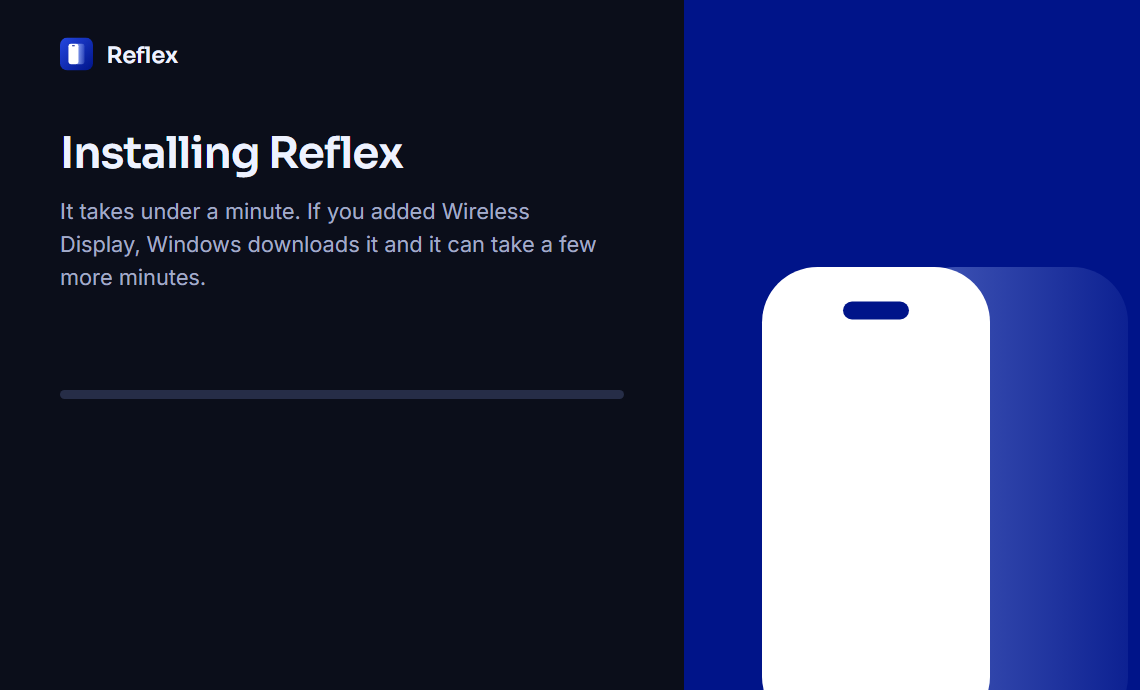 Reflex
Installing Reflex
It takes under a minute. If you added Wireless
Display, Windows downloads it and it can take a few
more minutes.